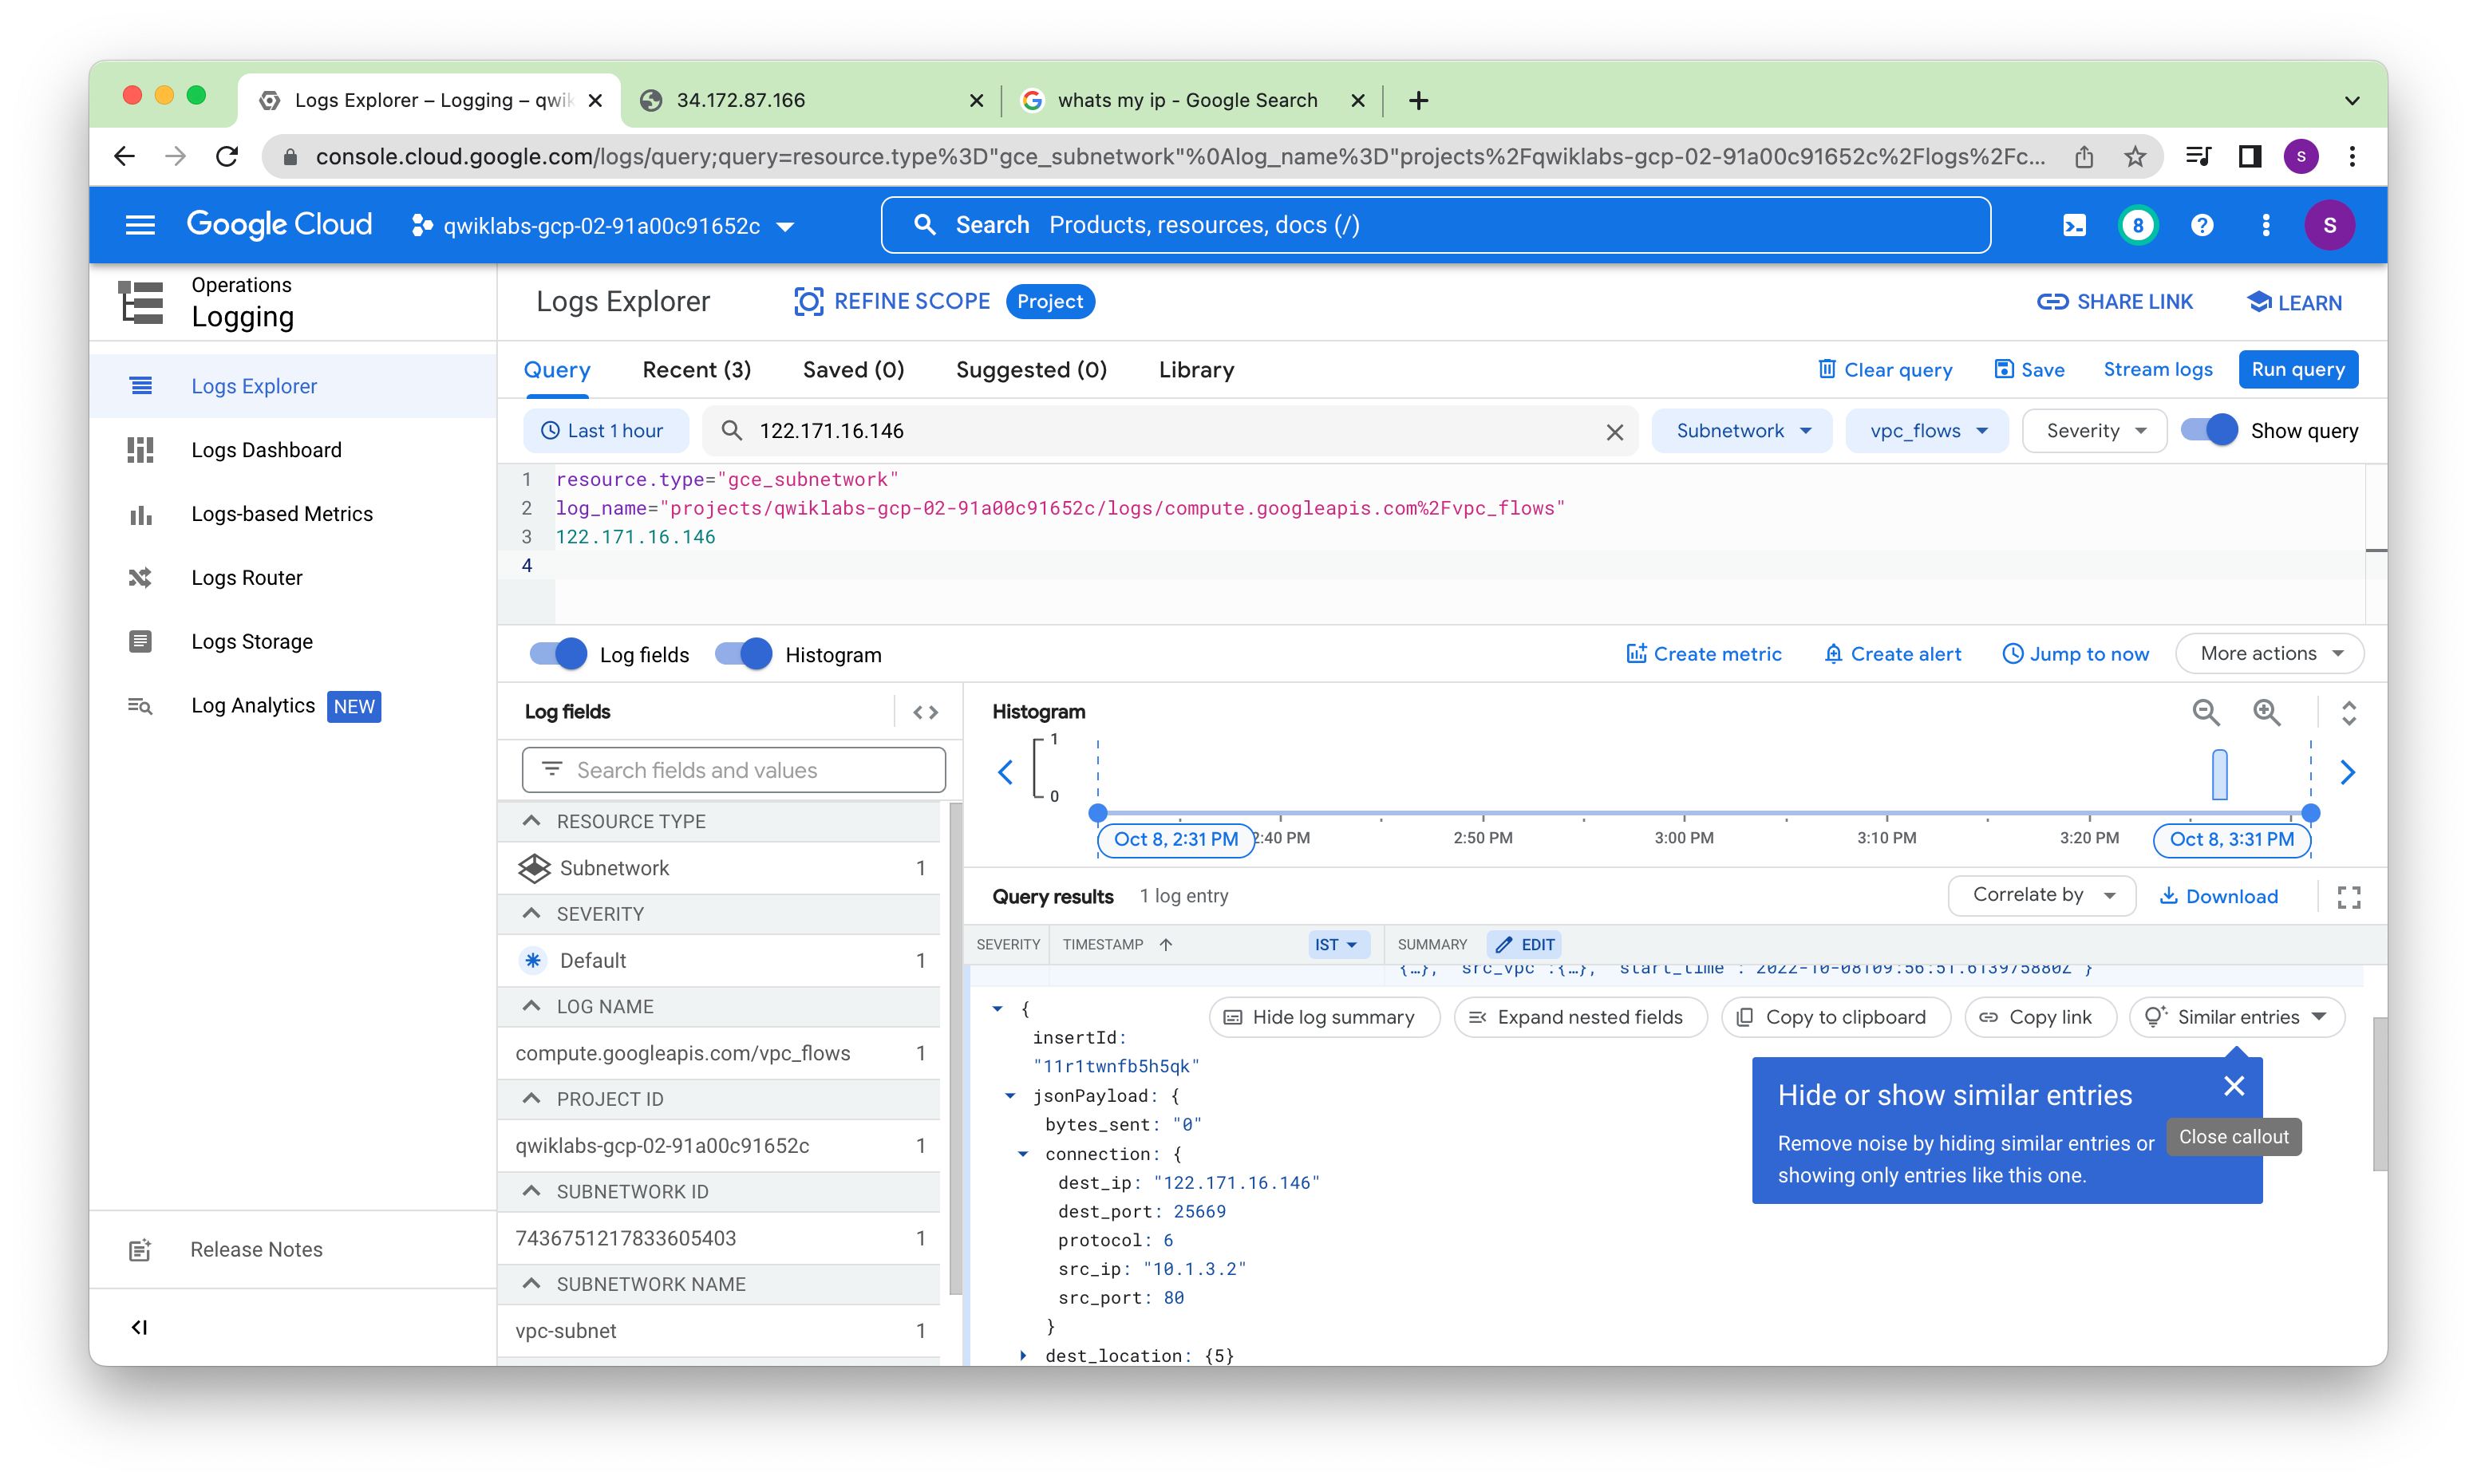 Logs Explorer – Logging – qwik
34.172.87.166
whats my ip - Google Search
console.cloud.google.com/logs/query;query=resource.type%3D"gce_subnetwork"%0Alog_name%3D"projects%2Fqwiklabs-gcp-02-91a00c91652c%2Flogs%2Fc...
S
Google Cloud
qwiklabs-gcp-02-91a00c91652c
Search Products, resources, docs (/)
8
S
Operations
Logging
Logs Explorer
REFINE SCOPE
Project
SHARE LINK
LEARN
Logs Explorer
Logs Dashboard
Logs-based Metrics
Logs Router
Logs Storage
Log Analytics NEW
Release Notes
Query
Recent (3)
Saved (0)
Suggested (0)
Library
Clear query
Save
Stream logs
Run query
Last 1 hour
122.171.16.146
Subnetwork
vpc_flows
Severity
Show query
1 resource.type="gce_subnetwork"
2 log_name="projects/qwiklabs-gcp-02-91a00c91652c/logs/compute.googleapis.com%2Fvpc_flows"
3 122.171.16.146
4
Log fields
Histogram
Create metric
Create alert
Jump to now
More actions
Log fields
Search fields and values
RESOURCE TYPE
Subnetwork 1
SEVERITY
Default 1
LOG NAME
compute.googleapis.com/vpc_flows 1
PROJECT ID
qwiklabs-gcp-02-91a00c91652c 1
SUBNETWORK ID
7436751217833605403 1
SUBNETWORK NAME
vpc-subnet 1
Histogram
1
0
Oct 8, 2:31 PM
2:40 PM
2:50 PM
3:00 PM
3:10 PM
3:20 PM
Oct 8, 3:31 PM
Query results 1 log entry
Correlate by
Download
SEVERITY TIMESTAMP IST SUMMARY EDIT
{…}, "src_vpc":{…}, "start_time": "2022-10-08T09:56:51.613975880Z"}
{
Hide log summary
Expand nested fields
Copy to clipboard
Copy link
Similar entries
insertId:
"11r1twnfb5h5qk"
jsonPayload: {
bytes_sent: "0"
connection: {
dest_ip: "122.171.16.146"
dest_port: 25669
protocol: 6
src_ip: "10.1.3.2"
src_port: 80
}
dest_location: {5}
Hide or show similar entries
Remove noise by hiding similar entries or
showing only entries like this one.
Close callout